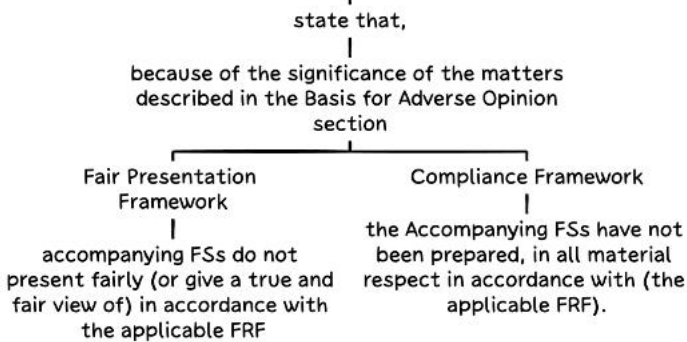 state that,
because of the significance of the matters
described in the Basis for Adverse Opinion
section
Fair Presentation
Framework
accompanying FSs do not
present fairly (or give a true and
fair view of) in accordance with
the applicable FRF
Compliance Framework
the Accompanying FSs have not
been prepared, in all material
respect in accordance with (the
applicable FRF).